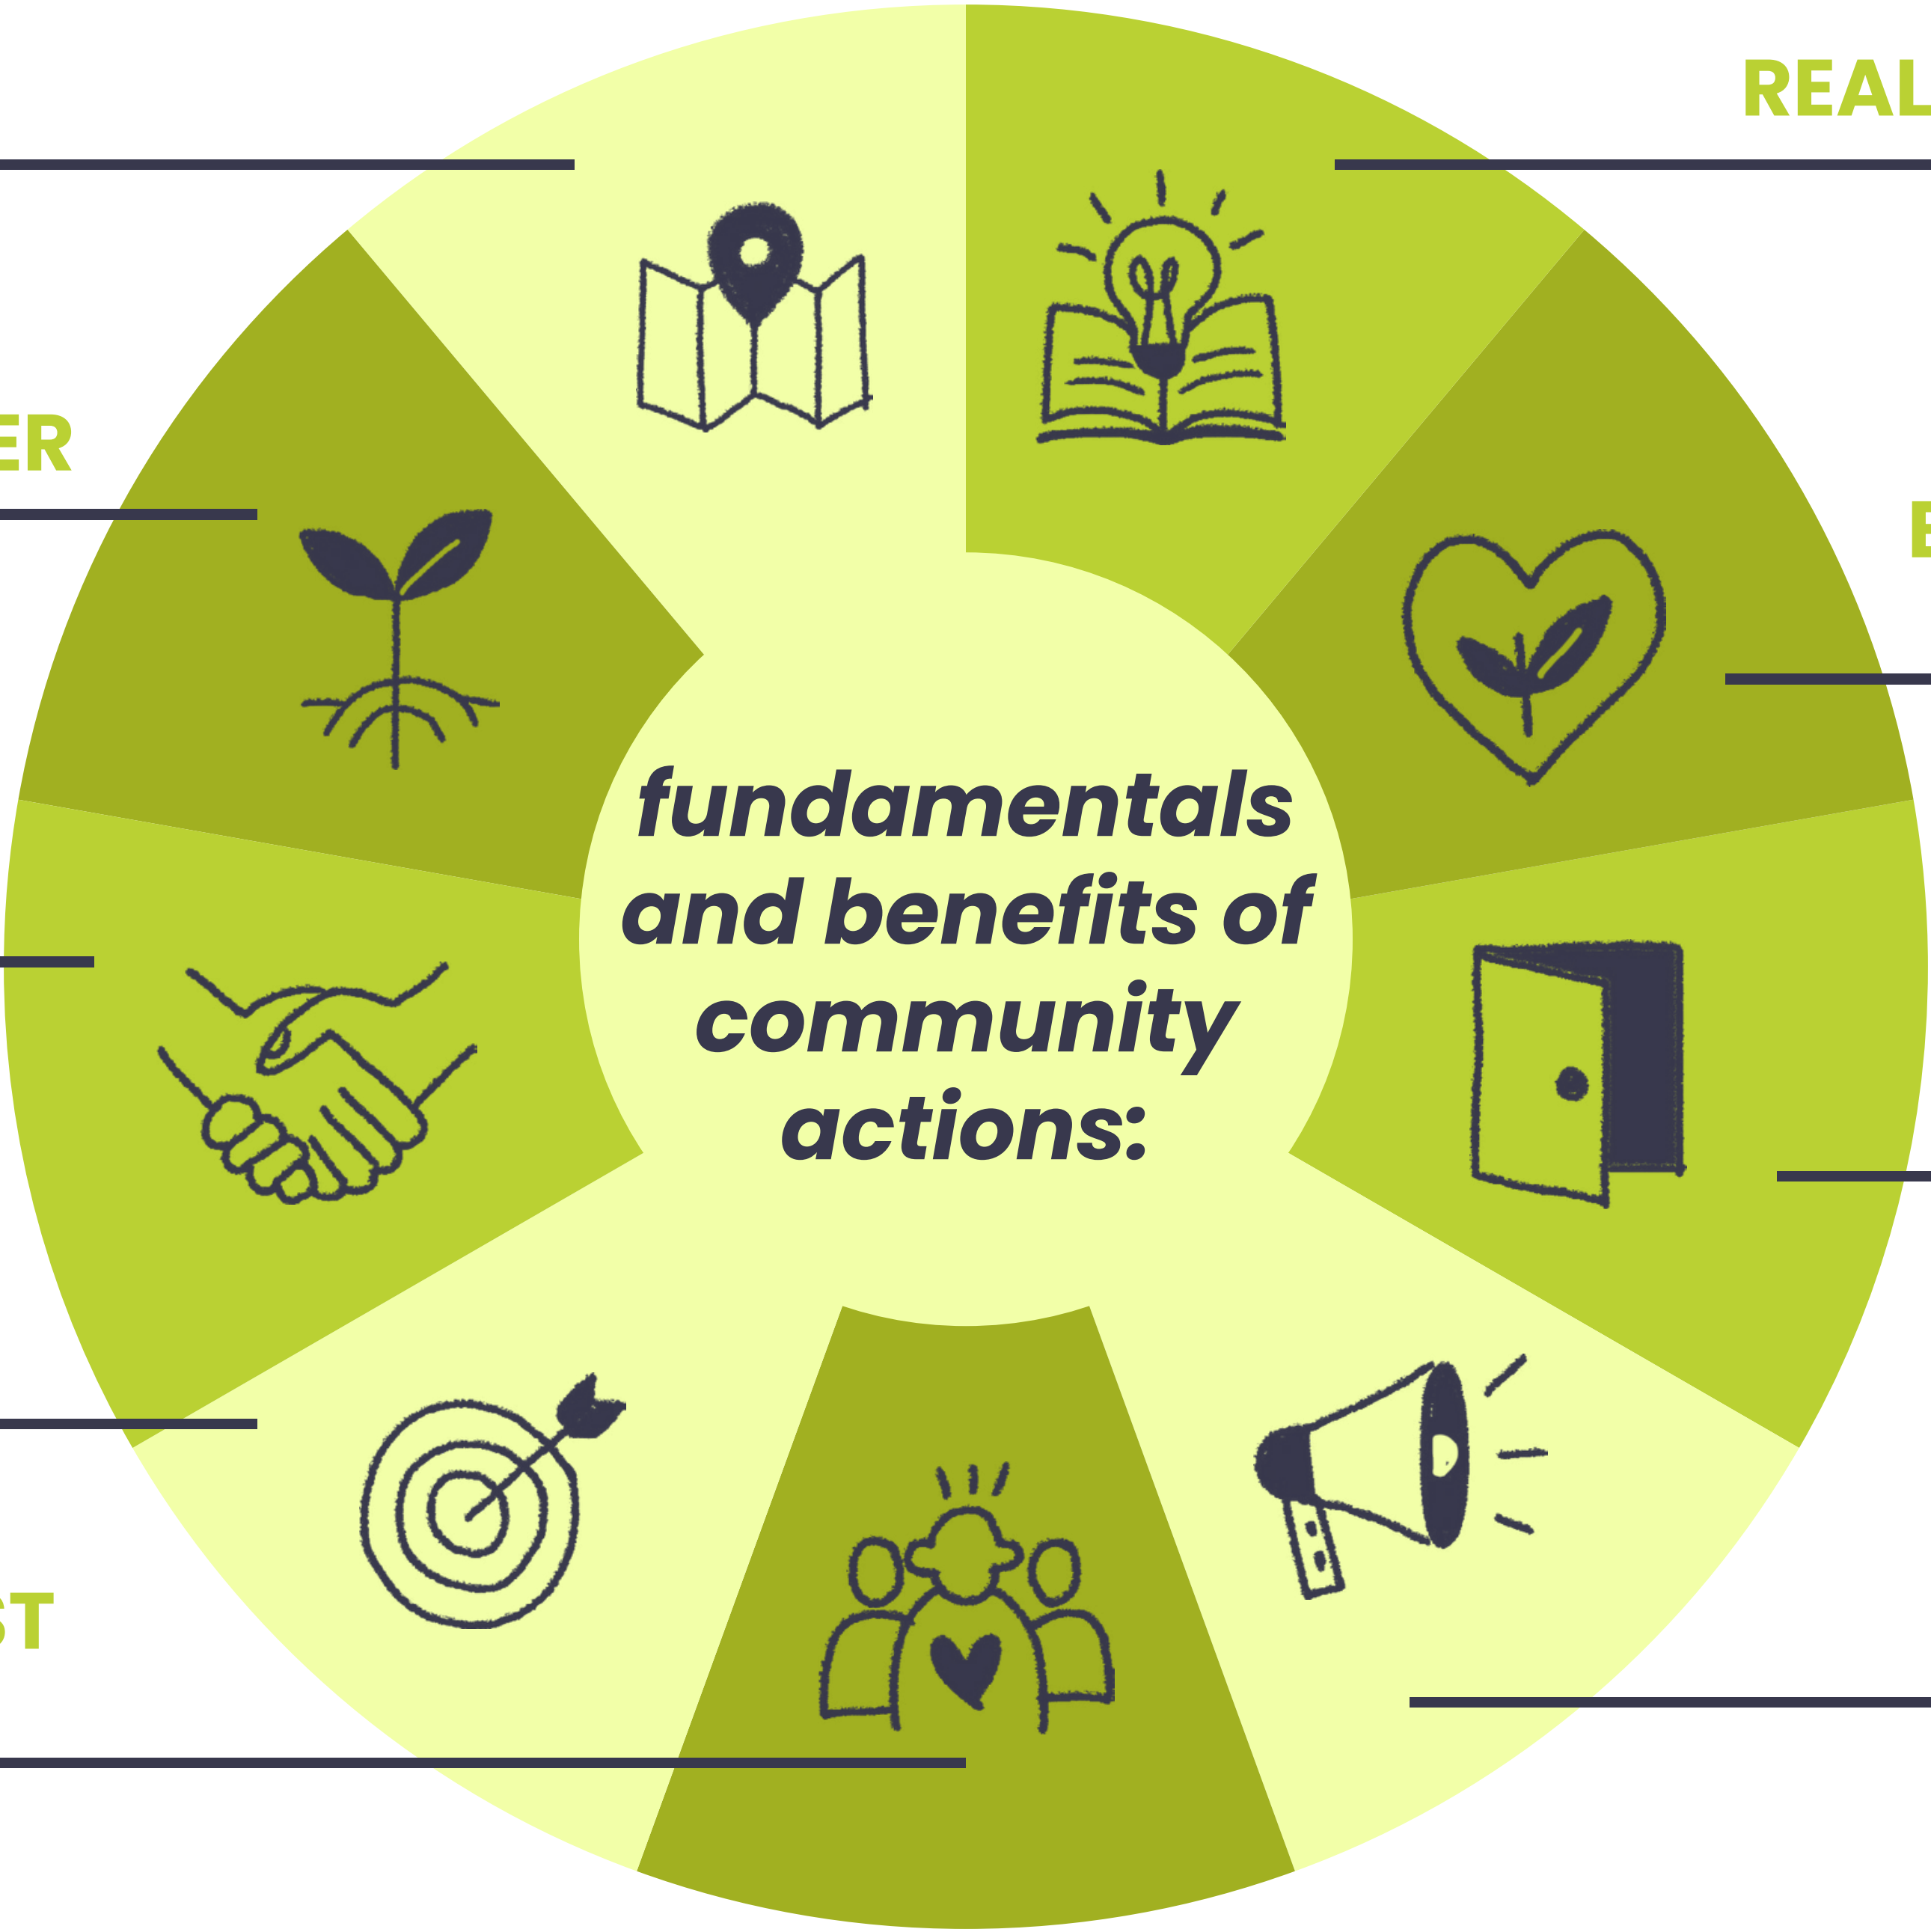 REAL
ER
fundamentals
and benefits of
community
actions:
ST